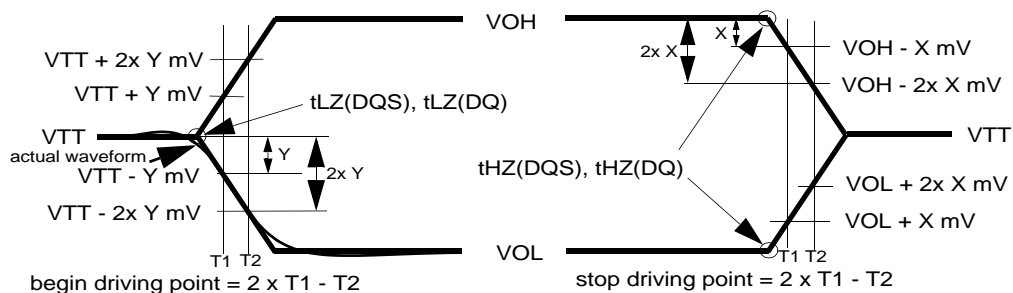 VOH
VTT + 2x Y mV
VTT + Y mV
tLZ(DQS), tLZ(DQ)
VTT
actual waveform
VTT - Y mV
VTT - 2x Y mV
Y
2x Y
T1 T2
VOL
begin driving point = 2 x T1 - T2
X
2x X
VOH - X mV
VOH - 2x X mV
VTT
tHZ(DQS), tHZ(DQ)
VOL + 2x X mV
VOL + X mV
T1 T2
stop driving point = 2 x T1 - T2